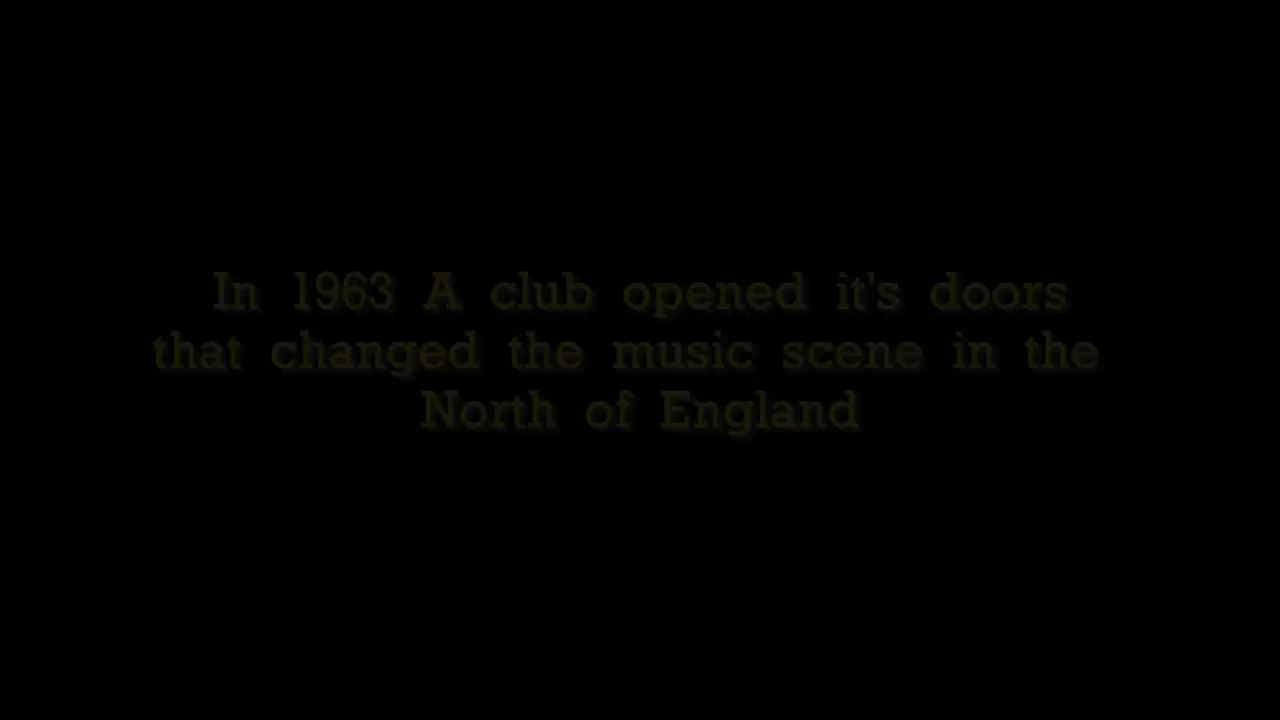 In 1963 A club opened it's doors
that changed the music scene in the
North of England